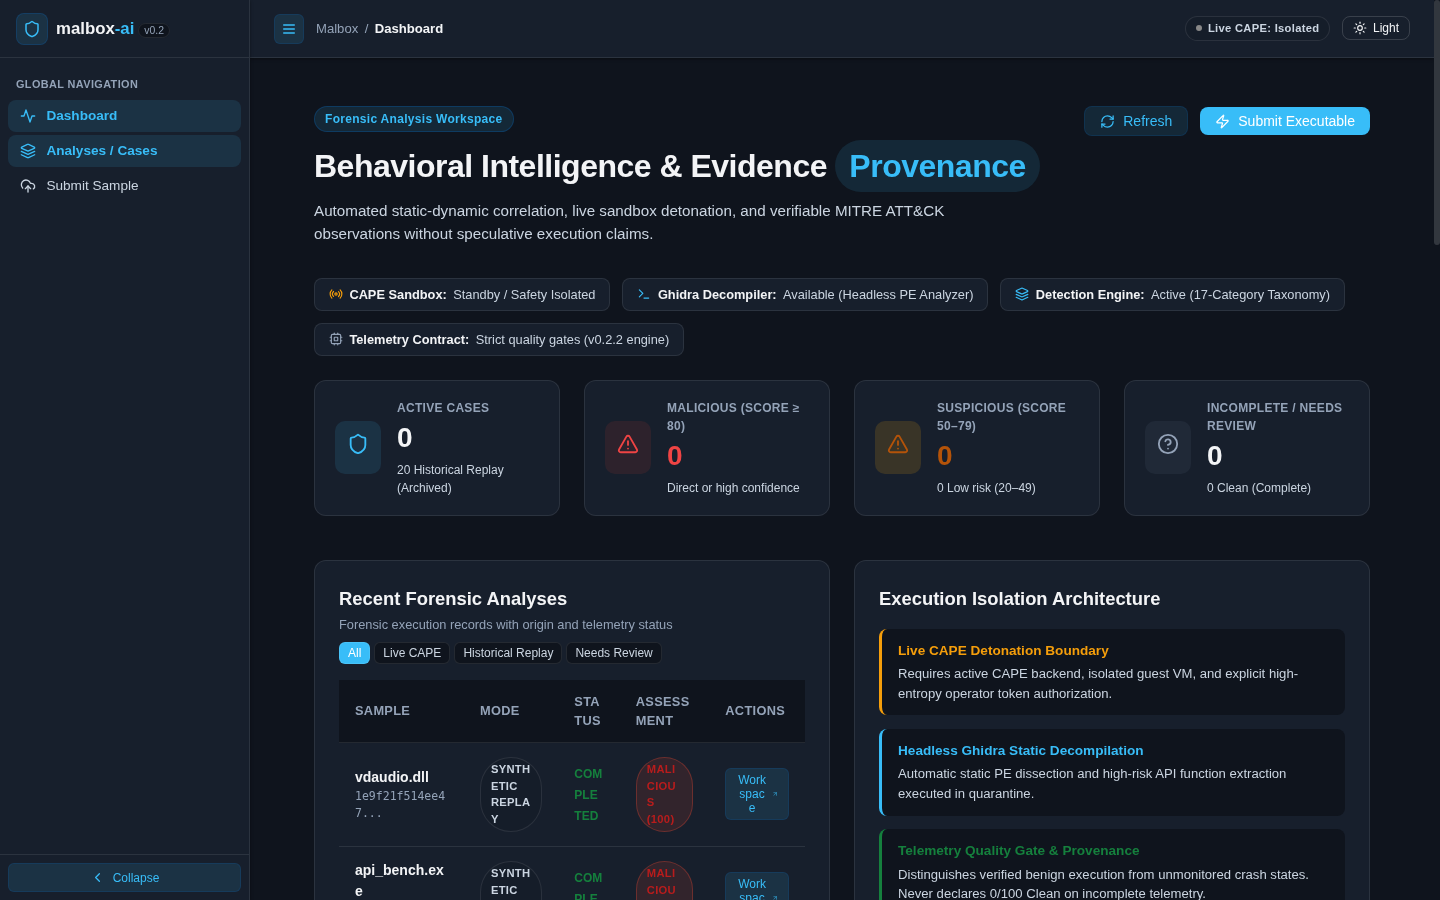 malbox-ai v0.2
Malbox / Dashboard
Live CAPE: Isolated
Light
GLOBAL NAVIGATION
Dashboard
Analyses / Cases
Submit Sample
Collapse
Forensic Analysis Workspace
Refresh
Submit Executable
Behavioral Intelligence & Evidence Provenance
Automated static-dynamic correlation, live sandbox detonation, and verifiable MITRE ATT&CK
observations without speculative execution claims.
CAPE Sandbox: Standby / Safety Isolated
Ghidra Decompiler: Available (Headless PE Analyzer)
Detection Engine: Active (17-Category Taxonomy)
Telemetry Contract: Strict quality gates (v0.2.2 engine)
ACTIVE CASES
0
20 Historical Replay
(Archived)
MALICIOUS (SCORE ≥
80)
0
Direct or high confidence
SUSPICIOUS (SCORE
50–79)
0
0 Low risk (20–49)
INCOMPLETE / NEEDS
REVIEW
0
0 Clean (Complete)
Recent Forensic Analyses
Forensic execution records with origin and telemetry status
All
Live CAPE
Historical Replay
Needs Review
SAMPLE
MODE
STA
TUS
ASSESS
MENT
ACTIONS
vdaudio.dll
1e9f21f514ee4
7...
SYNTH
ETIC
REPLA
Y
COM
PLE
TED
MALI
CIOU
S
(100)
Work
spac
e
api_bench.ex
e
SYNTH
ETIC
COM
PLE
MALI
CIOU
Work
spac
Execution Isolation Architecture
Live CAPE Detonation Boundary
Requires active CAPE backend, isolated guest VM, and explicit high-
entropy operator token authorization.
Headless Ghidra Static Decompilation
Automatic static PE dissection and high-risk API function extraction
executed in quarantine.
Telemetry Quality Gate & Provenance
Distinguishes verified benign execution from unmonitored crash states.
Never declares 0/100 Clean on incomplete telemetry.